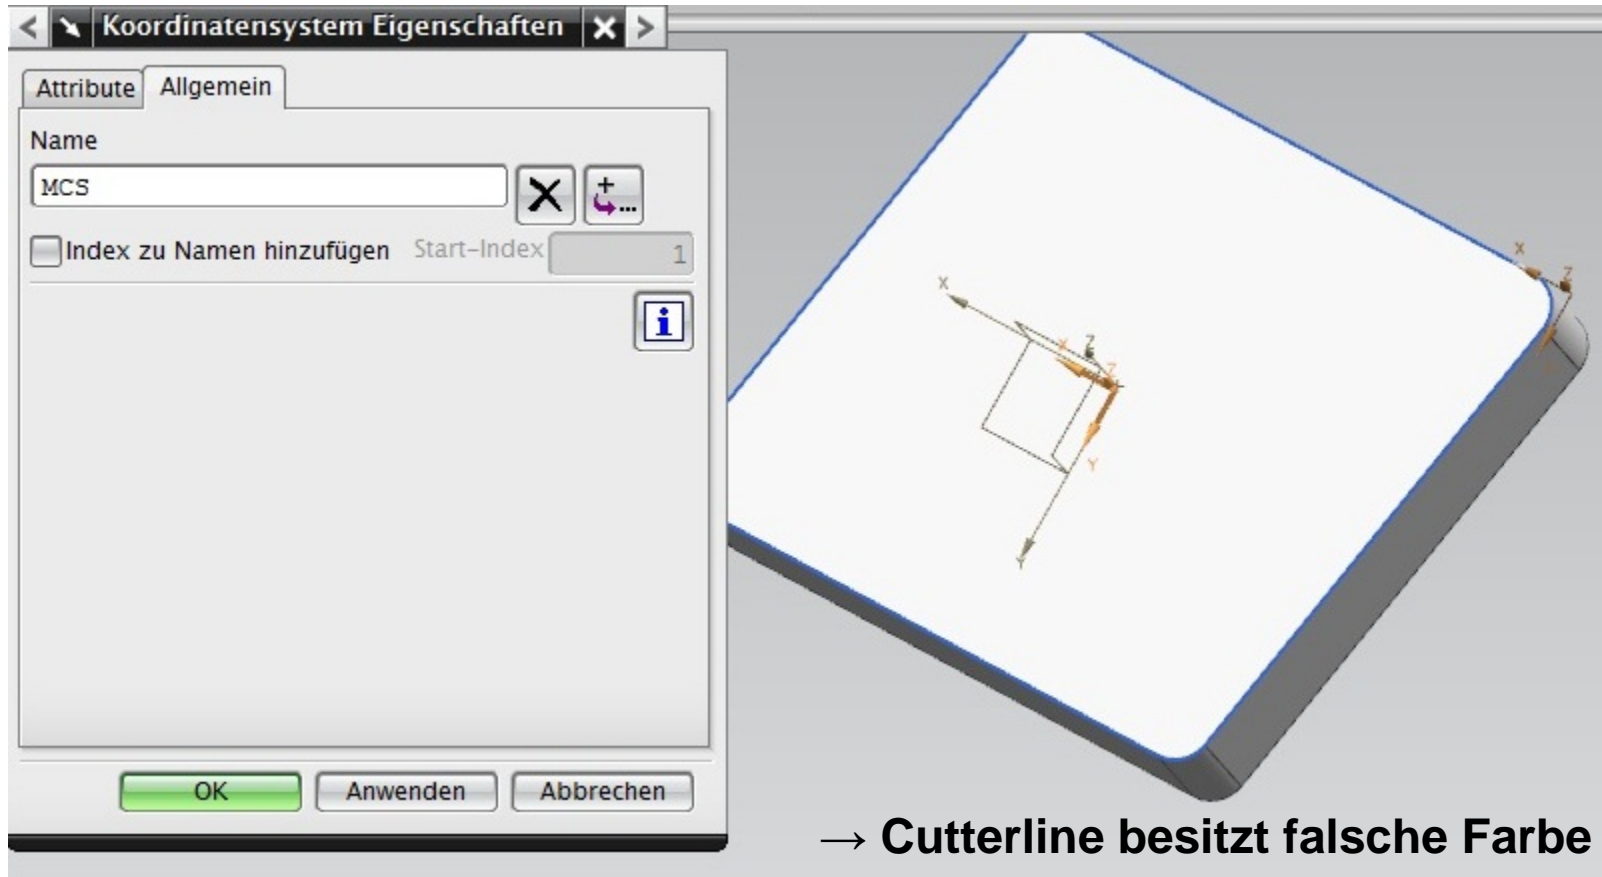 Koordinatensystem Eigenschaften
Attribute
Allgemein
Name
MCS
Index zu Namen hinzufügen
Start-Index
1
OK
Anwenden
Abbrechen
X
Z
X
Z
X
Z
Y
Y
→ Cutterline besitzt falsche Farbe